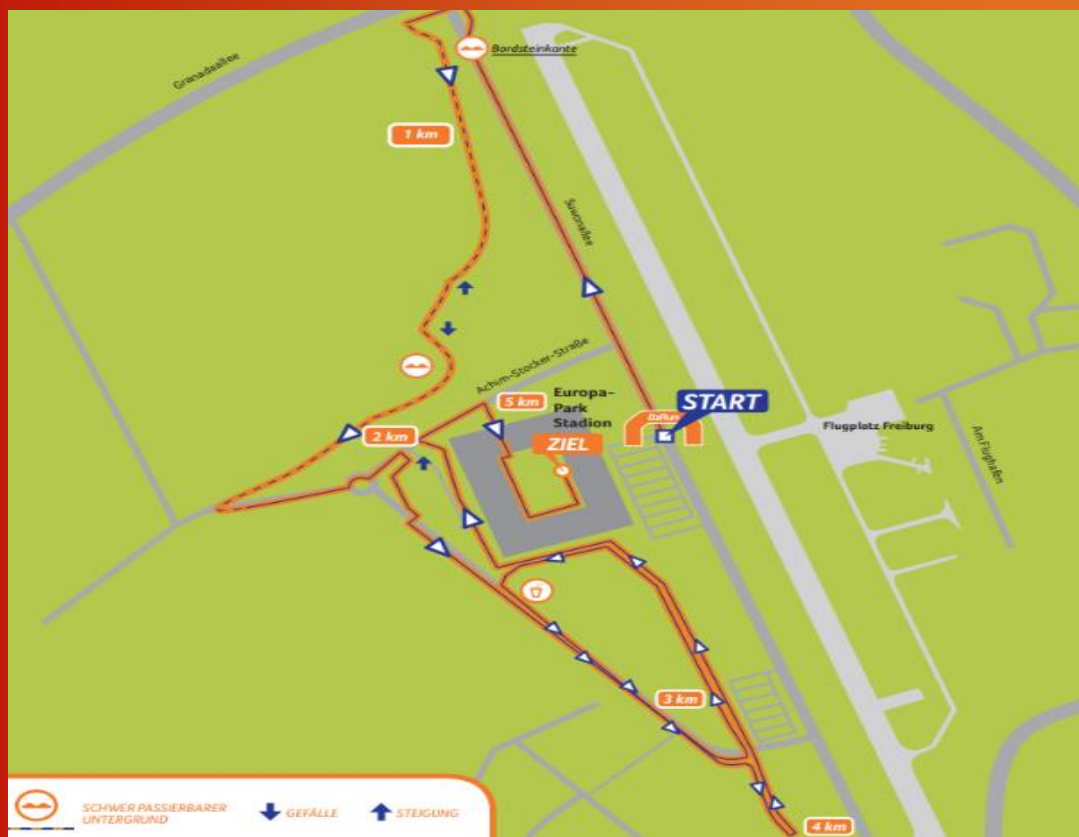 Bordsteinkante
Granadaallee
1 km
Suwonallee
Achim-Stocker-Straße
5 km
Europa-
Park
Stadion
START
ZIEL
2 km
Flugplatz Freiburg
Am Flughafen
3 km
4 km
SCHWER PASSIERBARER
UNTERGRUND
GEFÄLLE
STEIGUNG